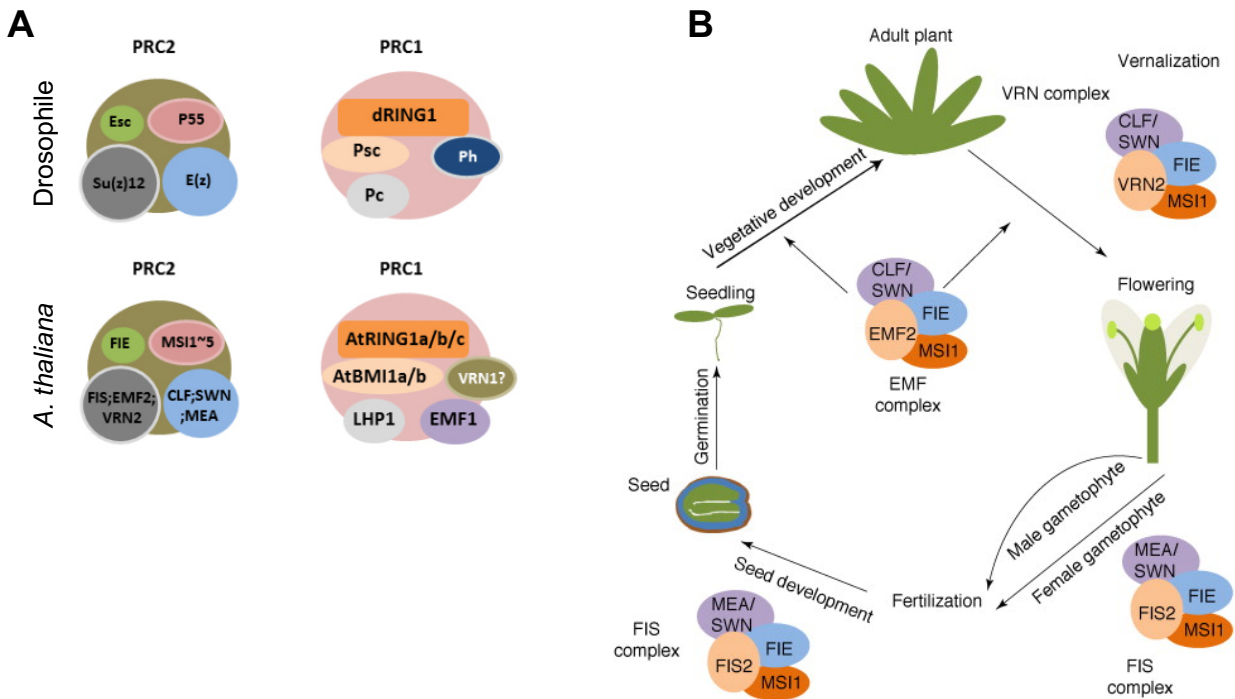 A
PRC2
PRC1
Drosophile
Esc
P55
Su(z)12
E(z)
dRING1
Psc
Ph
Pc
PRC2
PRC1
A. thaliana
FIE
MSI1~5
FIS;EMF2;
VRN2
CLF;SWN
;MEA
AtRING1a/b/c
AtBMI1a/b
VRN1?
LHP1
EMF1
B
Adult plant
Vernalization
VRN complex
CLF/
SWN
FIE
VRN2
MSI1
Vegetative development
Seedling
CLF/
SWN
FIE
EMF2
MSI1
EMF
complex
Flowering
Germination
Seed
Male gametophyte
Female gametophyte
Seed development
Fertilization
MEA/
SWN
FIE
FIS2
MSI1
FIS
complex
MEA/
SWN
FIE
FIS2
MSI1
FIS
complex